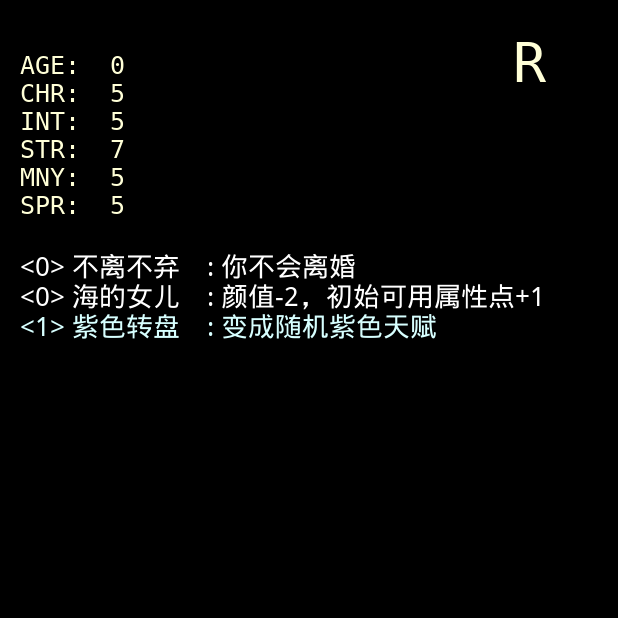 R
AGE: 0
CHR: 5
INT: 5
STR: 7
MNY: 5
SPR: 5
<0> 不离不弃 : 你不会离婚
<0> 海的女儿 : 颜值-2，初始可用属性点+1
<1> 紫色转盘 : 变成随机紫色天赋